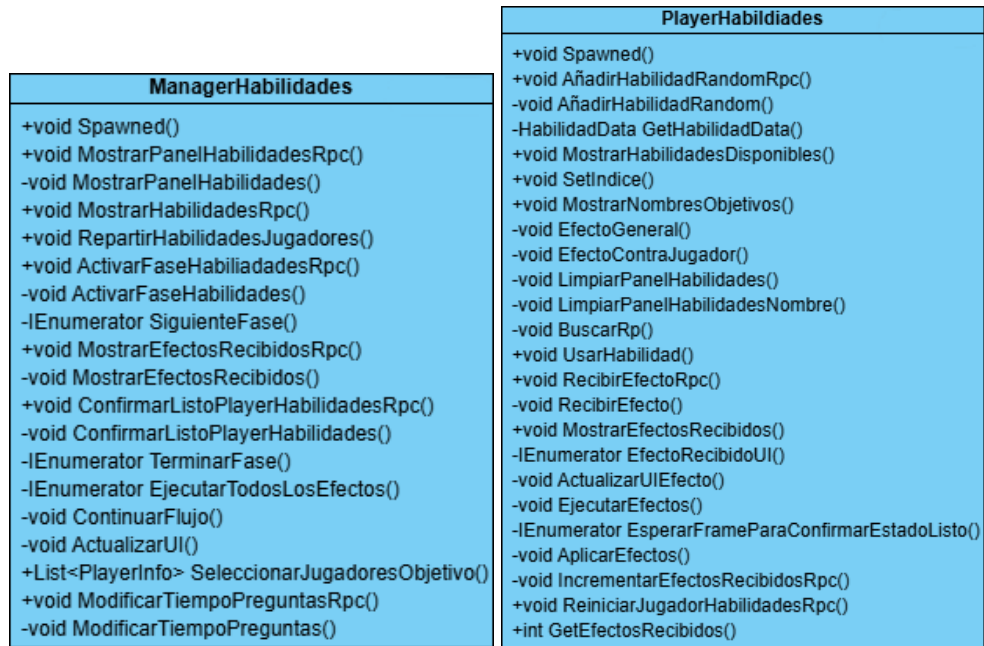 ManagerHabilidades
+void Spawned()
+void MostrarPanelHabilidadesRpc()
-void MostrarPanelHabilidades()
+void MostrarHabilidadesRpc()
+void RepartirHabilidadesJugadores()
+void ActivarFaseHabiliadadesRpc()
-void ActivarFaseHabilidades()
-IEnumerator SiguienteFase()
+void MostrarEfectosRecibidosRpc()
-void MostrarEfectosRecibidos()
+void ConfirmarListoPlayerHabilidadesRpc()
-void ConfirmarListoPlayerHabilidades()
-IEnumerator TerminarFase()
-IEnumerator EjecutarTodosLosEfectos()
-void ContinuarFlujo()
-void ActualizarUI()
+List<PlayerInfo> SeleccionarJugadoresObjetivo()
+void ModificarTiempoPreguntasRpc()
-void ModificarTiempoPreguntas()
PlayerHabildiades
+void Spawned()
+void AñadirHabilidadRandomRpc()
-void AñadirHabilidadRandom()
-HabilidadData GetHabilidadData()
+void MostrarHabilidadesDisponibles()
+void SetIndice()
+void MostrarNombresObjetivos()
-void EfectoGeneral()
-void EfectoContraJugador()
-void LimpiarPanelHabilidades()
-void LimpiarPanelHabilidadesNombre()
-void BuscarRp()
+void UsarHabilidad()
+void RecibirEfectoRpc()
-void RecibirEfecto()
+void MostrarEfectosRecibidos()
-IEnumerator EfectoRecibidoUI()
-void ActualizarUIEfecto()
-void EjecutarEfectos()
-IEnumerator EsperarFrameParaConfirmarEstadoListo()
-void AplicarEfectos()
-void IncrementarEfectosRecibidosRpc()
+void ReiniciarJugadorHabilidadesRpc()
+int GetEfectosRecibidos()